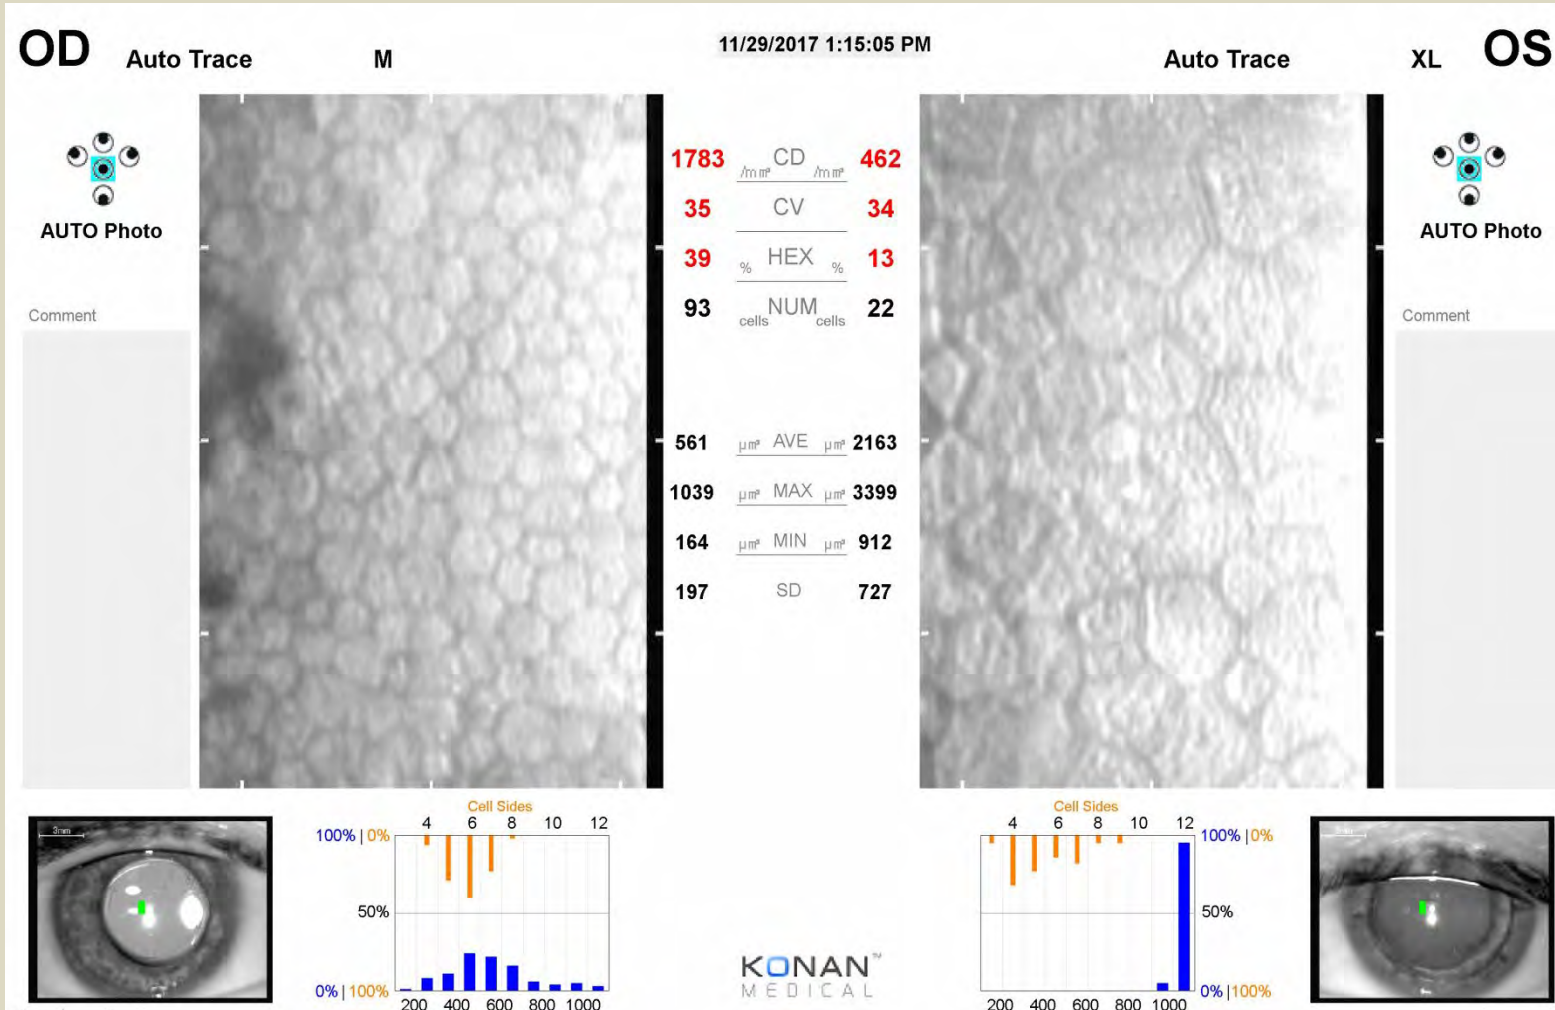 OD
Auto Trace
M
11/29/2017 1:15:05 PM
Auto Trace
XL
OS
AUTO Photo
Comment
1783 /mm² CD /mm² 462
35 CV 34
39 % HEX % 13
93 cells NUM cells 22
561 µm² AVE µm² 2163
1039 µm² MAX µm² 3399
164 µm² MIN µm² 912
197 SD 727
AUTO Photo
Comment
3mm
Cell Sides
4 6 8 10 12
100% | 0%
50%
0% | 100%
200 400 600 800 1000
KONAN™
MEDICAL
Cell Sides
4 6 8 10 12
100% | 0%
50%
0% | 100%
200 400 600 800 1000